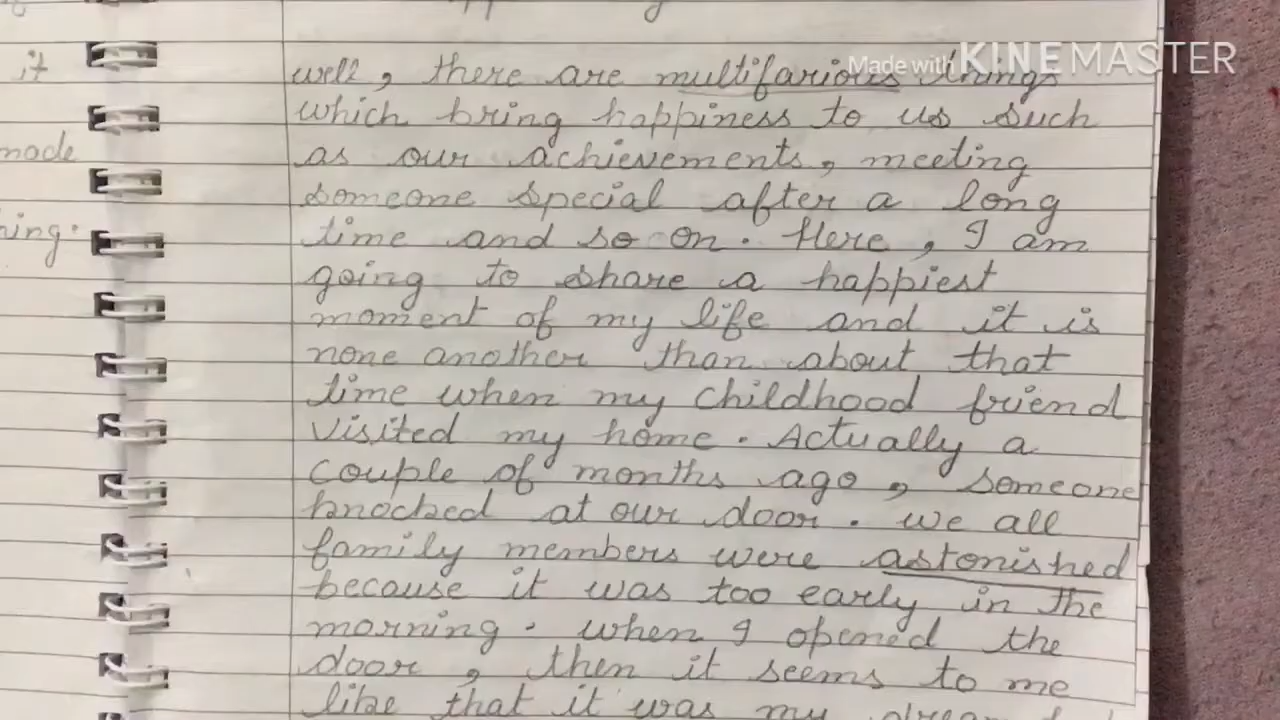 it
Made with KINEMASTER
well, there are multifarious things
which bring happiness to us such
made
as our achievements, meeting
someone special after a long
time and so on. Here, I am
going to share a happiest
moment of my life and it is
none another than about that
time when my childhood friend
visited my home. Actually a
couple of months ago, someone
knocked at our door. we all
family members were astonished
because it was too early in the
morning. when I opened the
door, then it seems to me
like that it was my